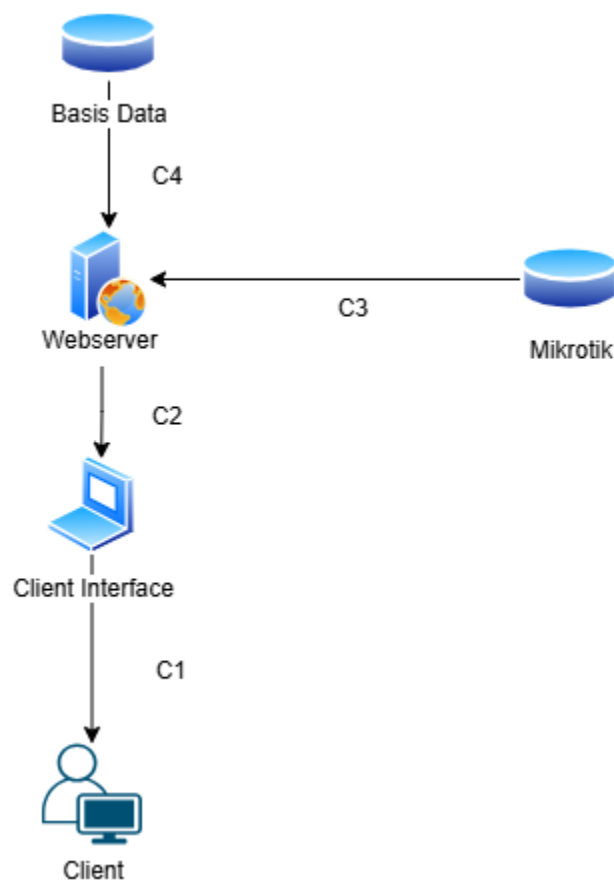 Basis Data
C4
Webserver
C3
Mikrotik
C2
Client Interface
C1
Client